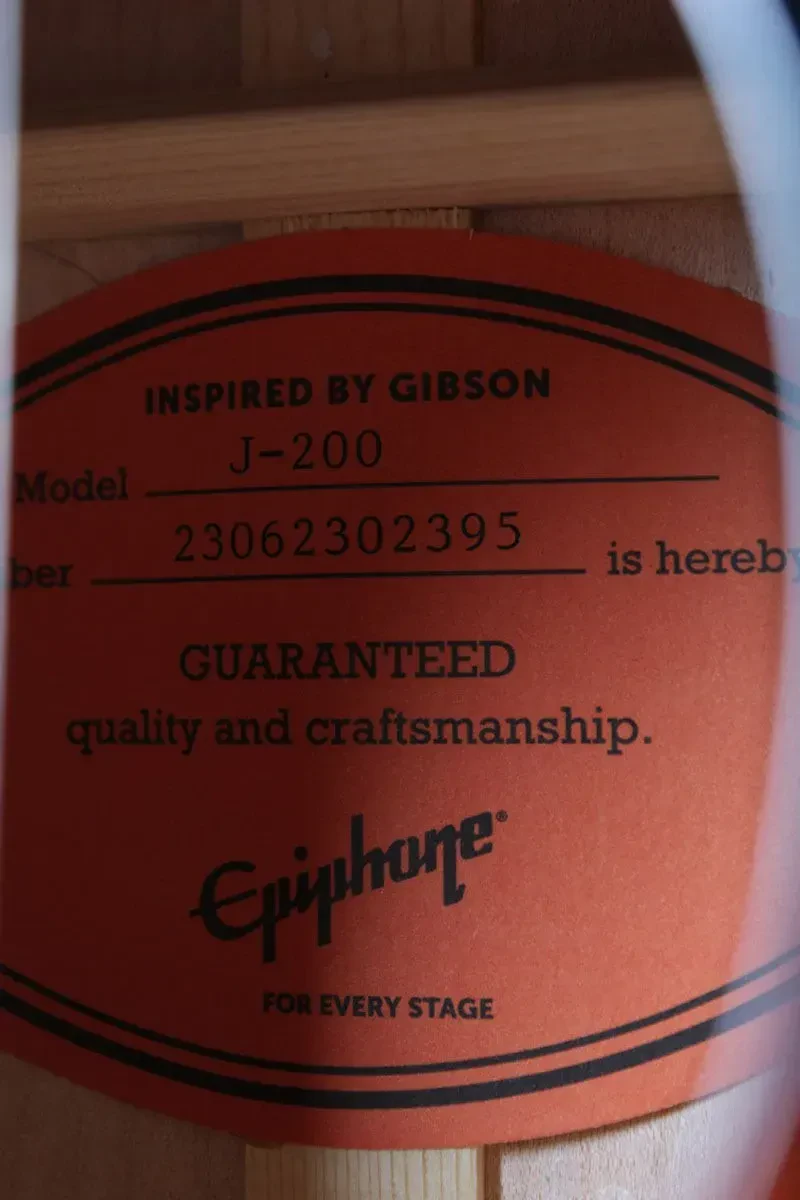 INSPIRED BY GIBSON
Model J-200
ber 23062302395 is hereby
GUARANTEED
quality and craftsmanship.
Epiphone®
FOR EVERY STAGE